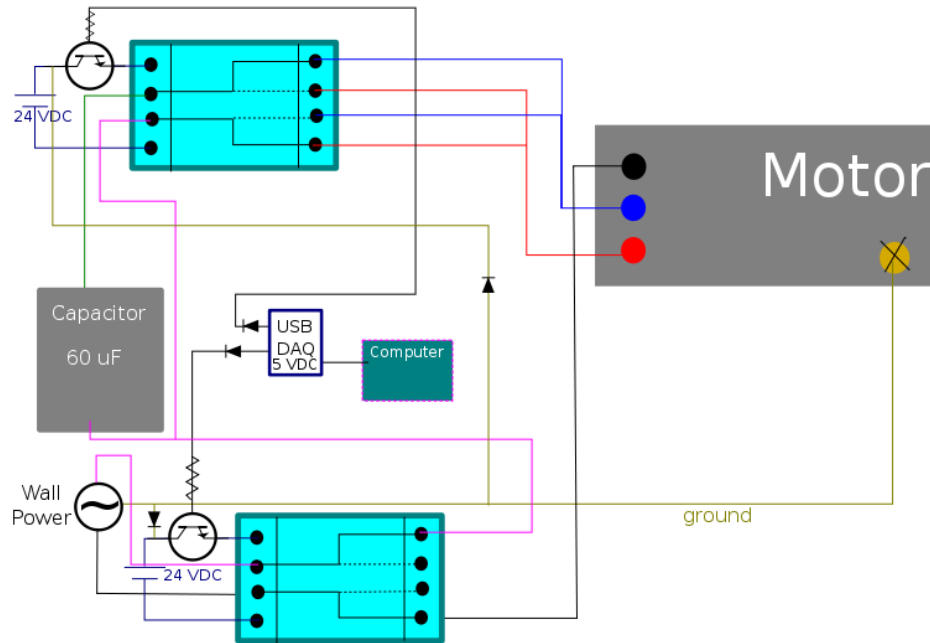 24 VDC
Motor
Capacitor
60 uF
USB
DAQ
5 VDC
Computer
Wall
Power
ground
24 VDC